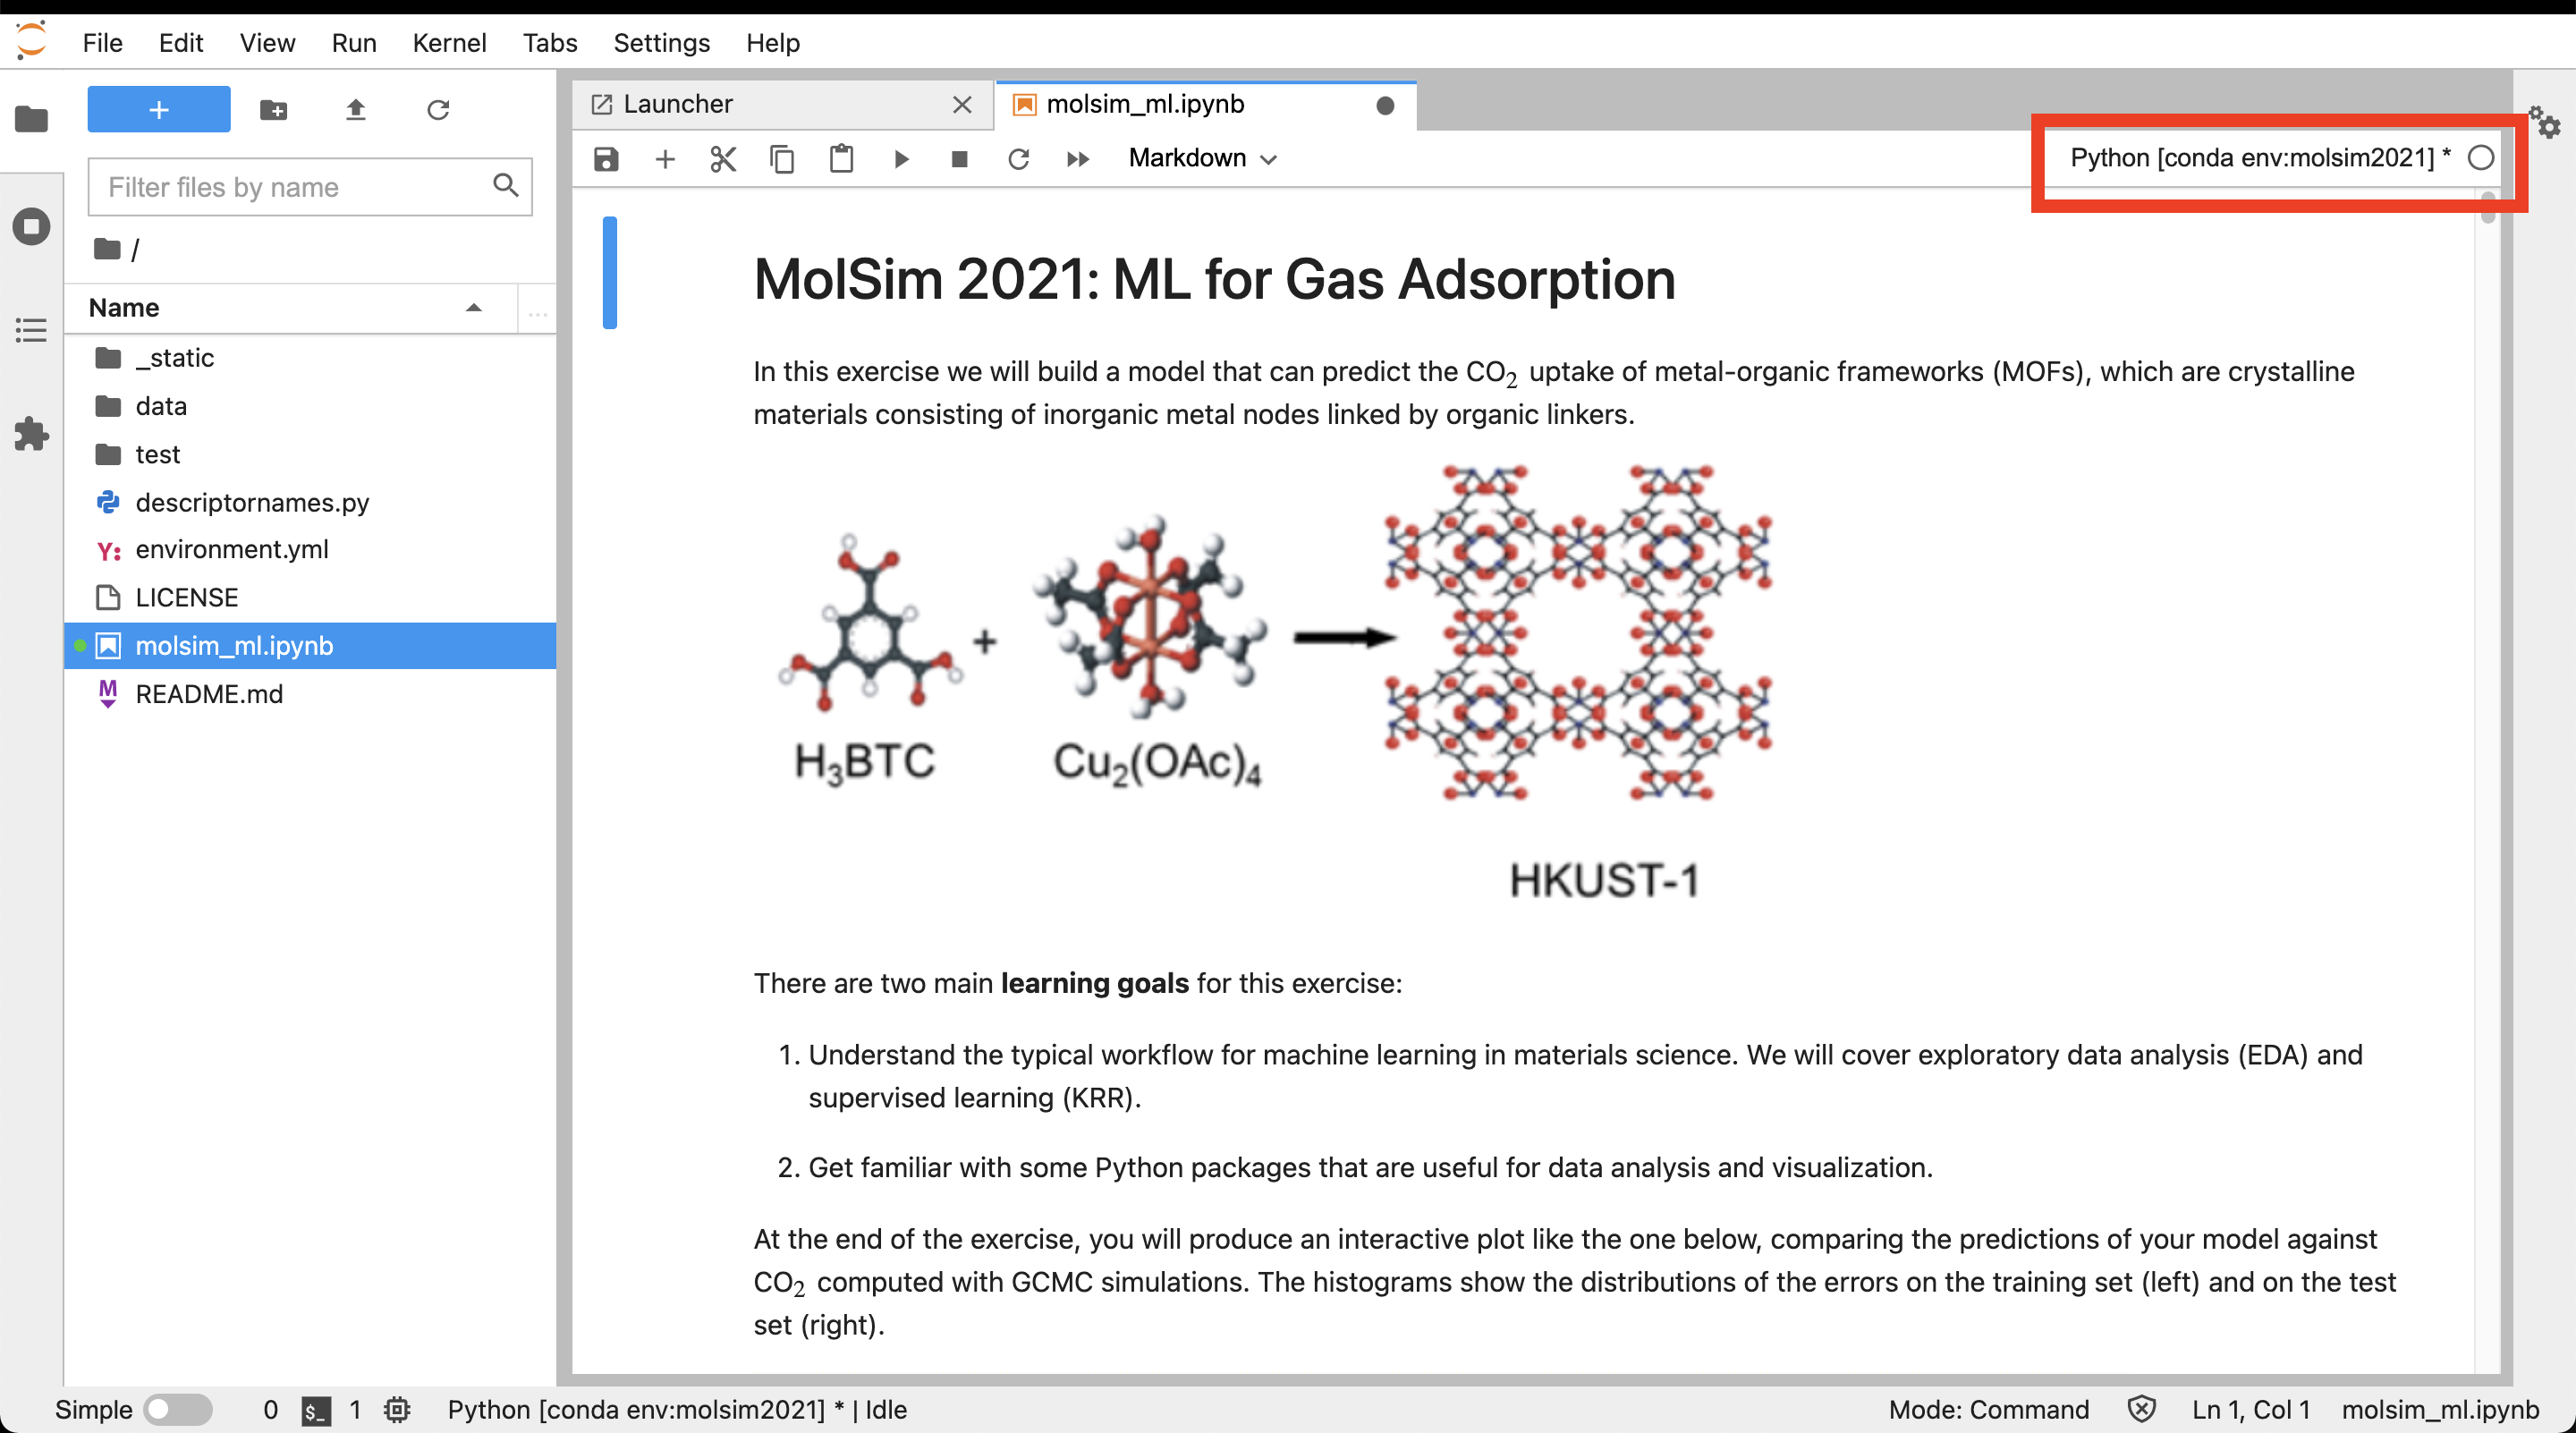 File Edit View Run Kernel Tabs Settings Help
+
Filter files by name
/
Name
...
_static
data
test
descriptornames.py
Y: environment.yml
LICENSE
molsim_ml.ipynb
M README.md
Launcher
molsim_ml.ipynb
Markdown
Python [conda env:molsim2021] *
MolSim 2021: ML for Gas Adsorption
In this exercise we will build a model that can predict the CO₂ uptake of metal-organic frameworks (MOFs), which are crystalline
materials consisting of inorganic metal nodes linked by organic linkers.
+
H₃BTC
Cu₂(OAc)₄
HKUST-1
There are two main learning goals for this exercise:
1. Understand the typical workflow for machine learning in materials science. We will cover exploratory data analysis (EDA) and
supervised learning (KRR).
2. Get familiar with some Python packages that are useful for data analysis and visualization.
At the end of the exercise, you will produce an interactive plot like the one below, comparing the predictions of your model against
CO₂ computed with GCMC simulations. The histograms show the distributions of the errors on the training set (left) and on the test
set (right).
Simple 0 $_ 1 Python [conda env:molsim2021] * | Idle Mode: Command Ln 1, Col 1 molsim_ml.ipynb